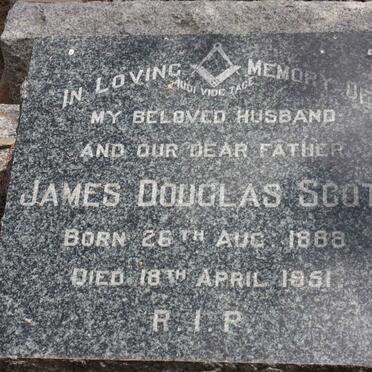 IN LOVING MEMORY OF
AUDI VIDE TACE
MY BELOVED HUSBAND
AND OUR DEAR FATHER
JAMES DOUGLAS SCOT
BORN 26TH AUG. 1888
DIED 18TH APRIL 1951
R.I.P.